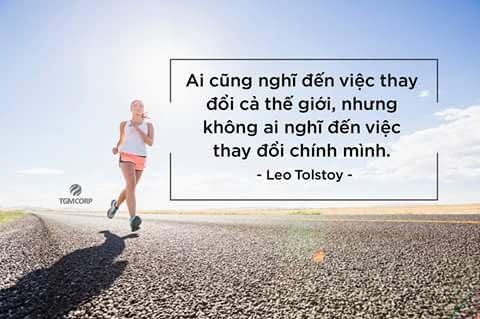 Ai cũng nghĩ đến việc thay
đổi cả thế giới, nhưng
không ai nghĩ đến việc
thay đổi chính mình.
- Leo Tolstoy -
TGMCORP